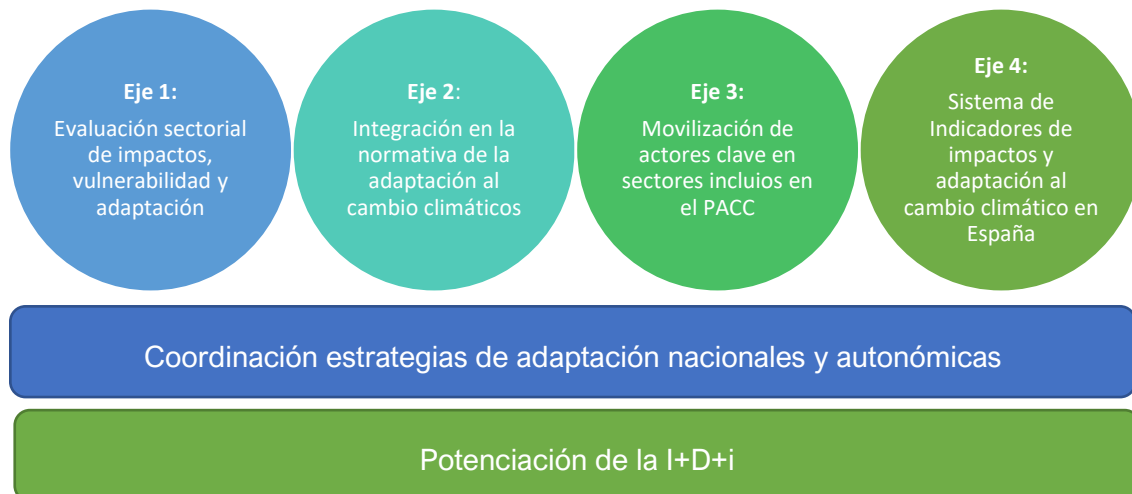 Eje 1:
Evaluación sectorial
de impactos,
vulnerabilidad y
adaptación
Eje 2:
Integración en la
normativa de la
adaptación al
cambio climáticos
Eje 3:
Movilización de
actores clave en
sectores incluios en
el PACC
Eje 4:
Sistema de
Indicadores de
impactos y
adaptación al
cambio climático en
España
Coordinación estrategias de adaptación nacionales y autonómicas
Potenciación de la I+D+i